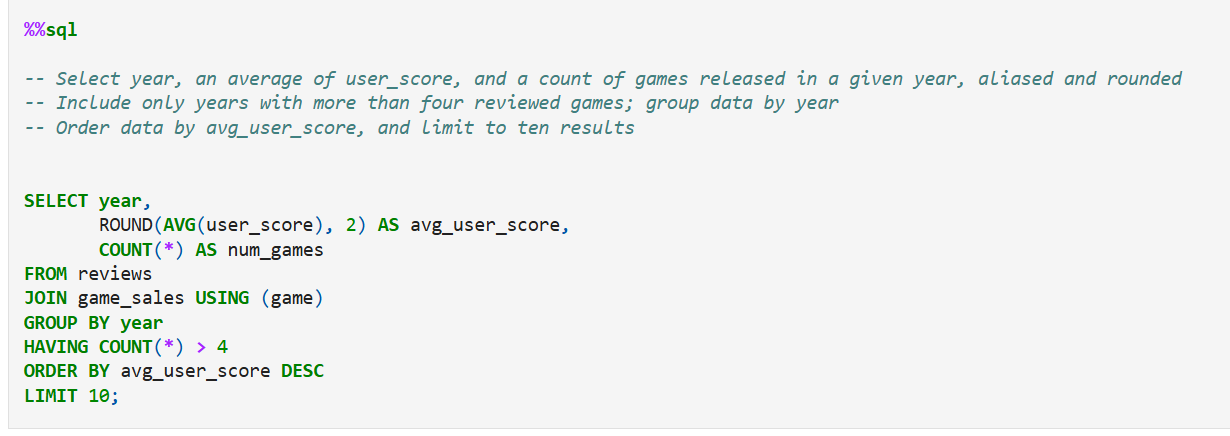 %%sql
-- Select year, an average of user_score, and a count of games released in a given year, aliased and rounded
-- Include only years with more than four reviewed games; group data by year
-- Order data by avg_user_score, and limit to ten results
SELECT year,
ROUND(AVG(user_score), 2) AS avg_user_score,
COUNT(*) AS num_games
FROM reviews
JOIN game_sales USING (game)
GROUP BY year
HAVING COUNT(*) > 4
ORDER BY avg_user_score DESC
LIMIT 10;